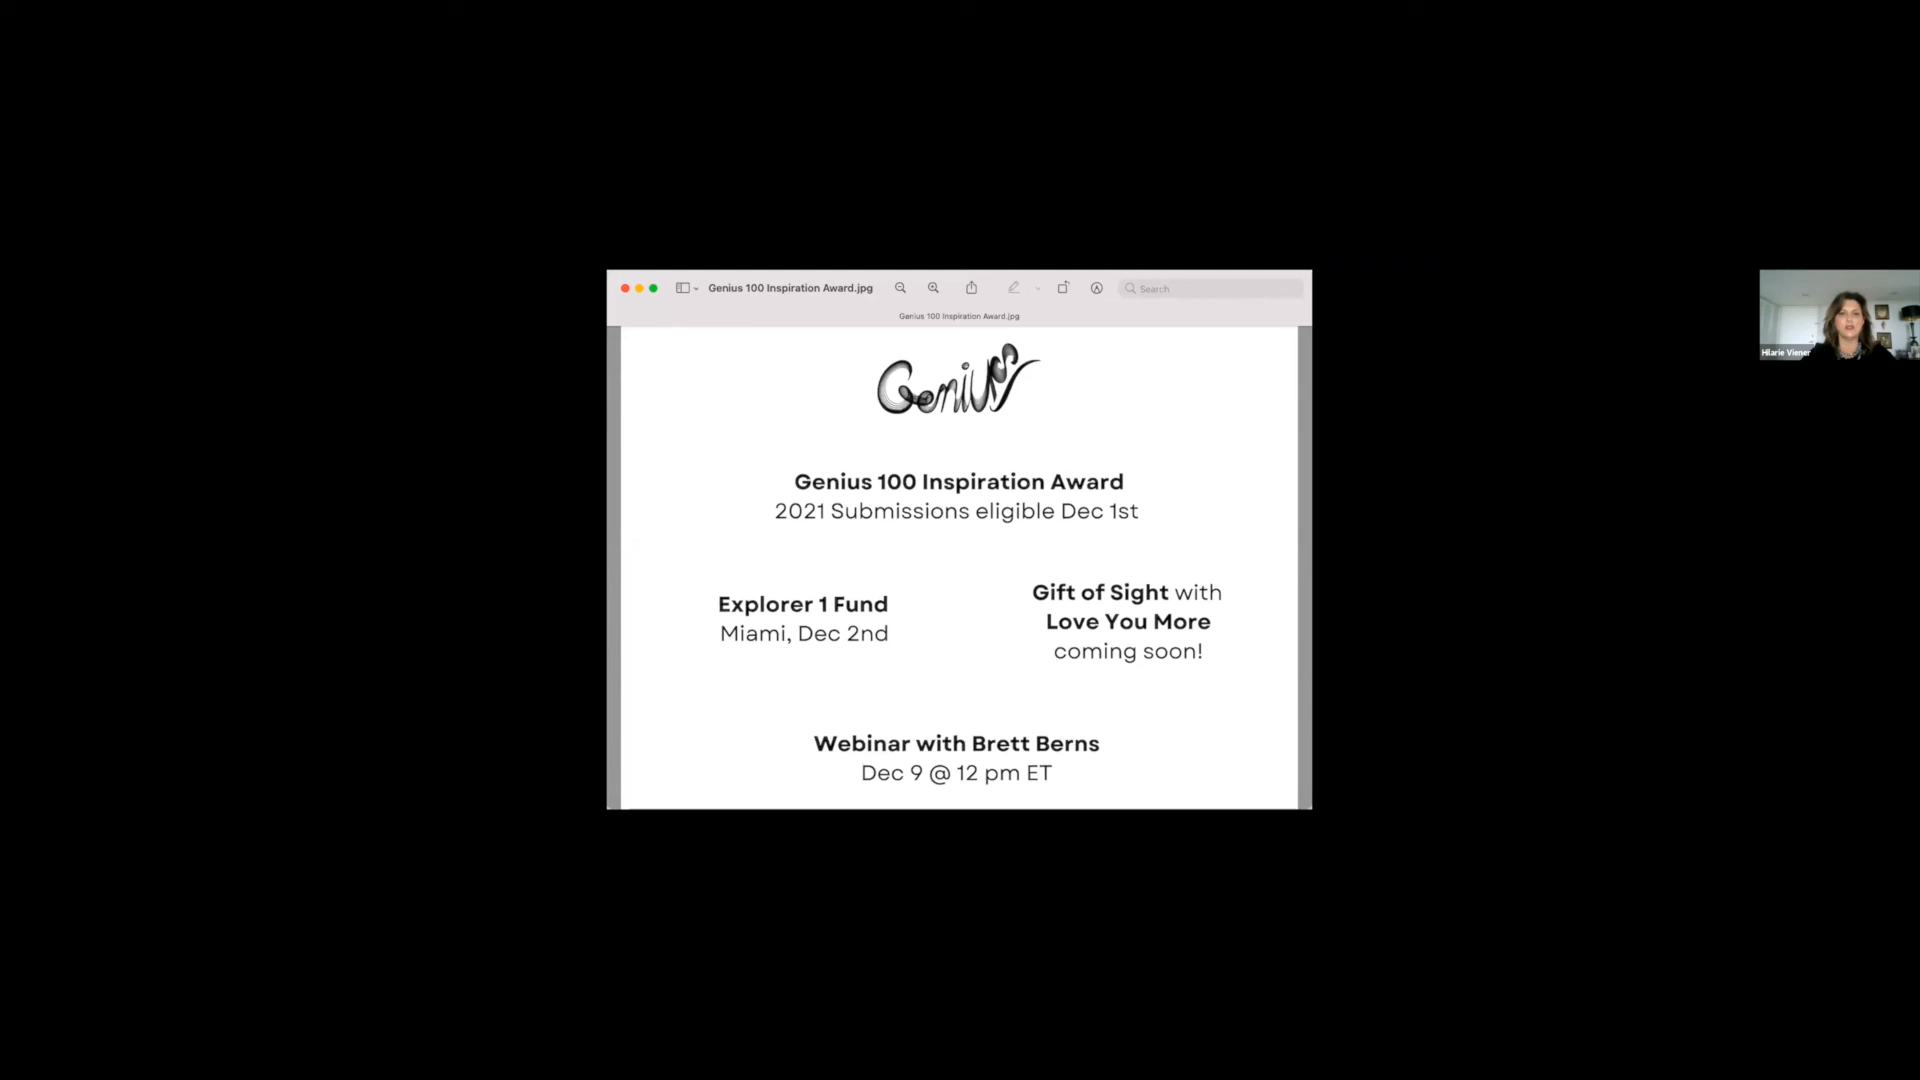 Genius 100 Inspiration Award.jpg
Search
Genius 100 Inspiration Award.jpg
Genius
Genius 100 Inspiration Award
2021 Submissions eligible Dec 1st
Explorer 1 Fund
Miami, Dec 2nd
Gift of Sight with
Love You More
coming soon!
Webinar with Brett Berns
Dec 9 @ 12 pm ET
Hilarie Viener